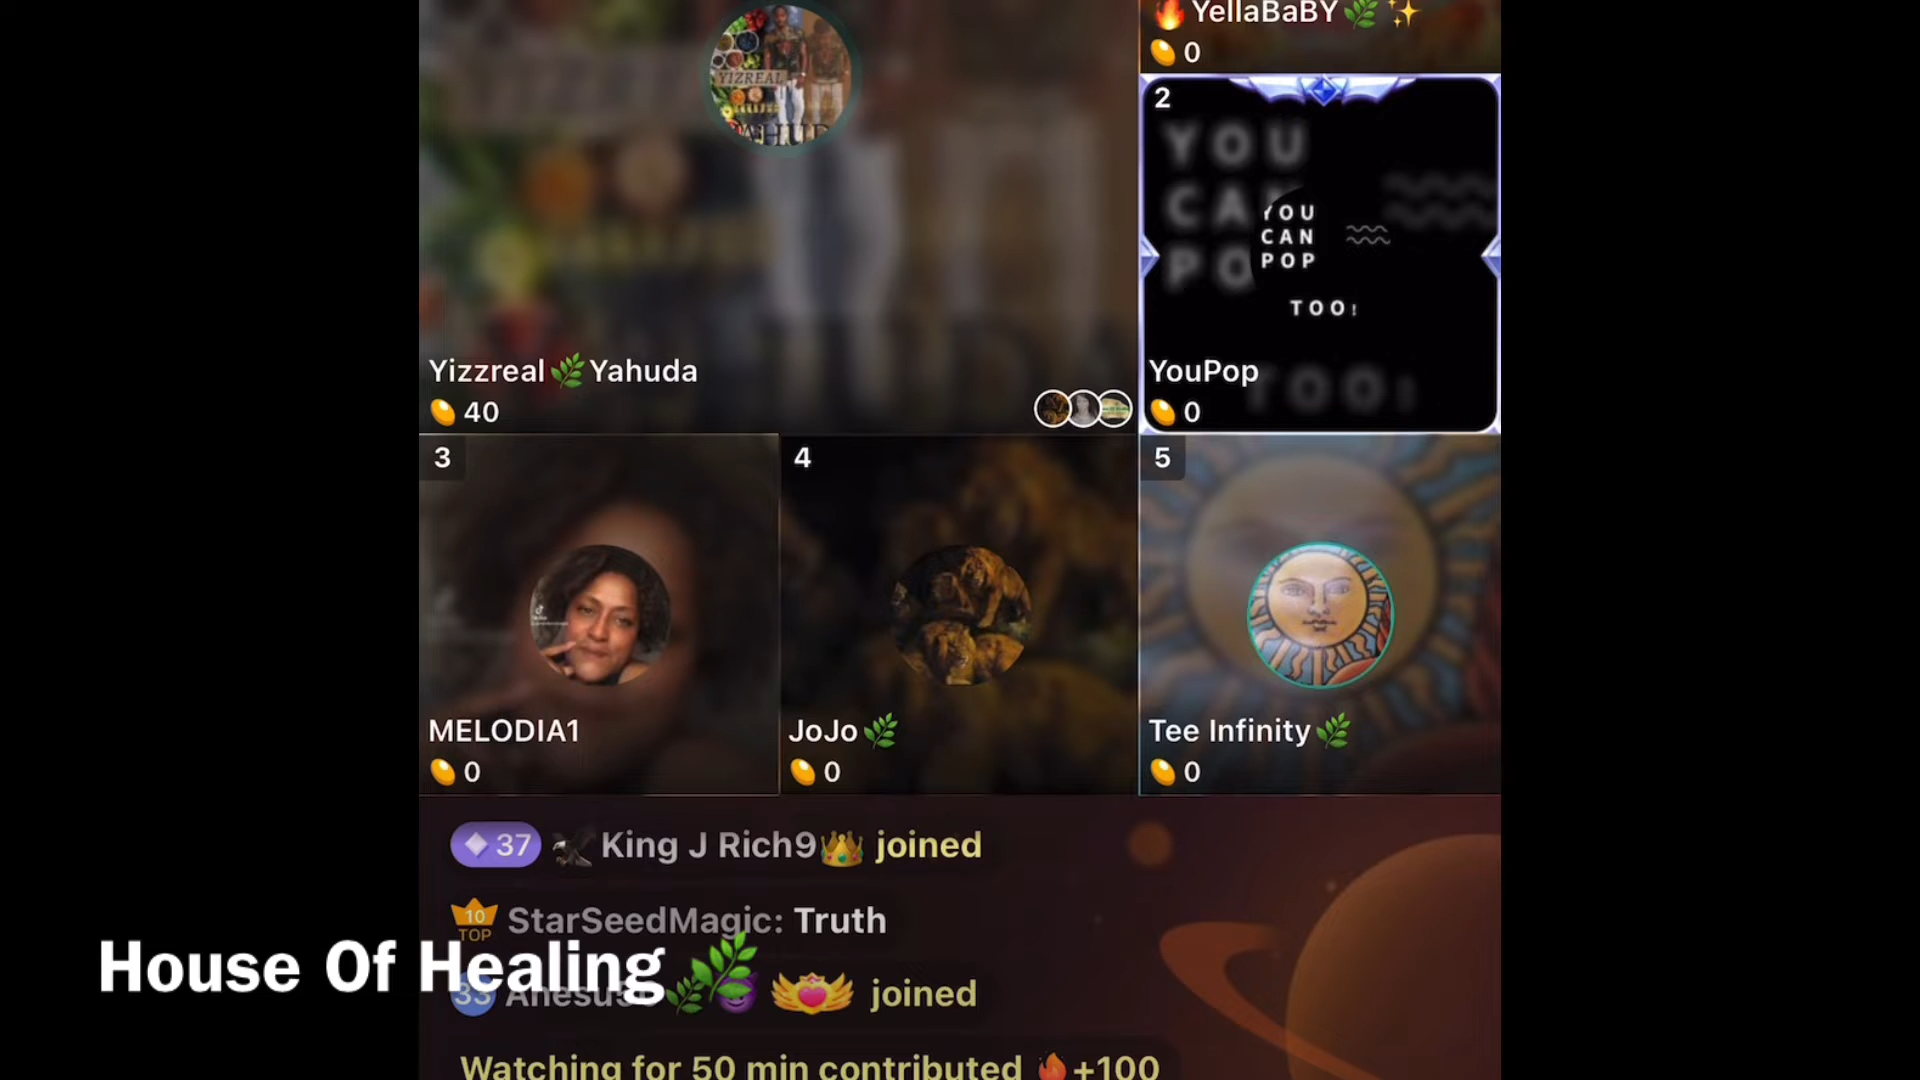 YIZREAL
YellaBaBY
0
2
YOU
CAN
POP
TOO!
Yizzreal Yahuda
40
YouPop
0
3
4
5
MELODIA1
0
JoJo
0
Tee Infinity
0
37 King J Rich9 joined
10
TOP
StarSeedMagic: Truth
House Of Healing
33
joined
Watching for 50 min contributed +100